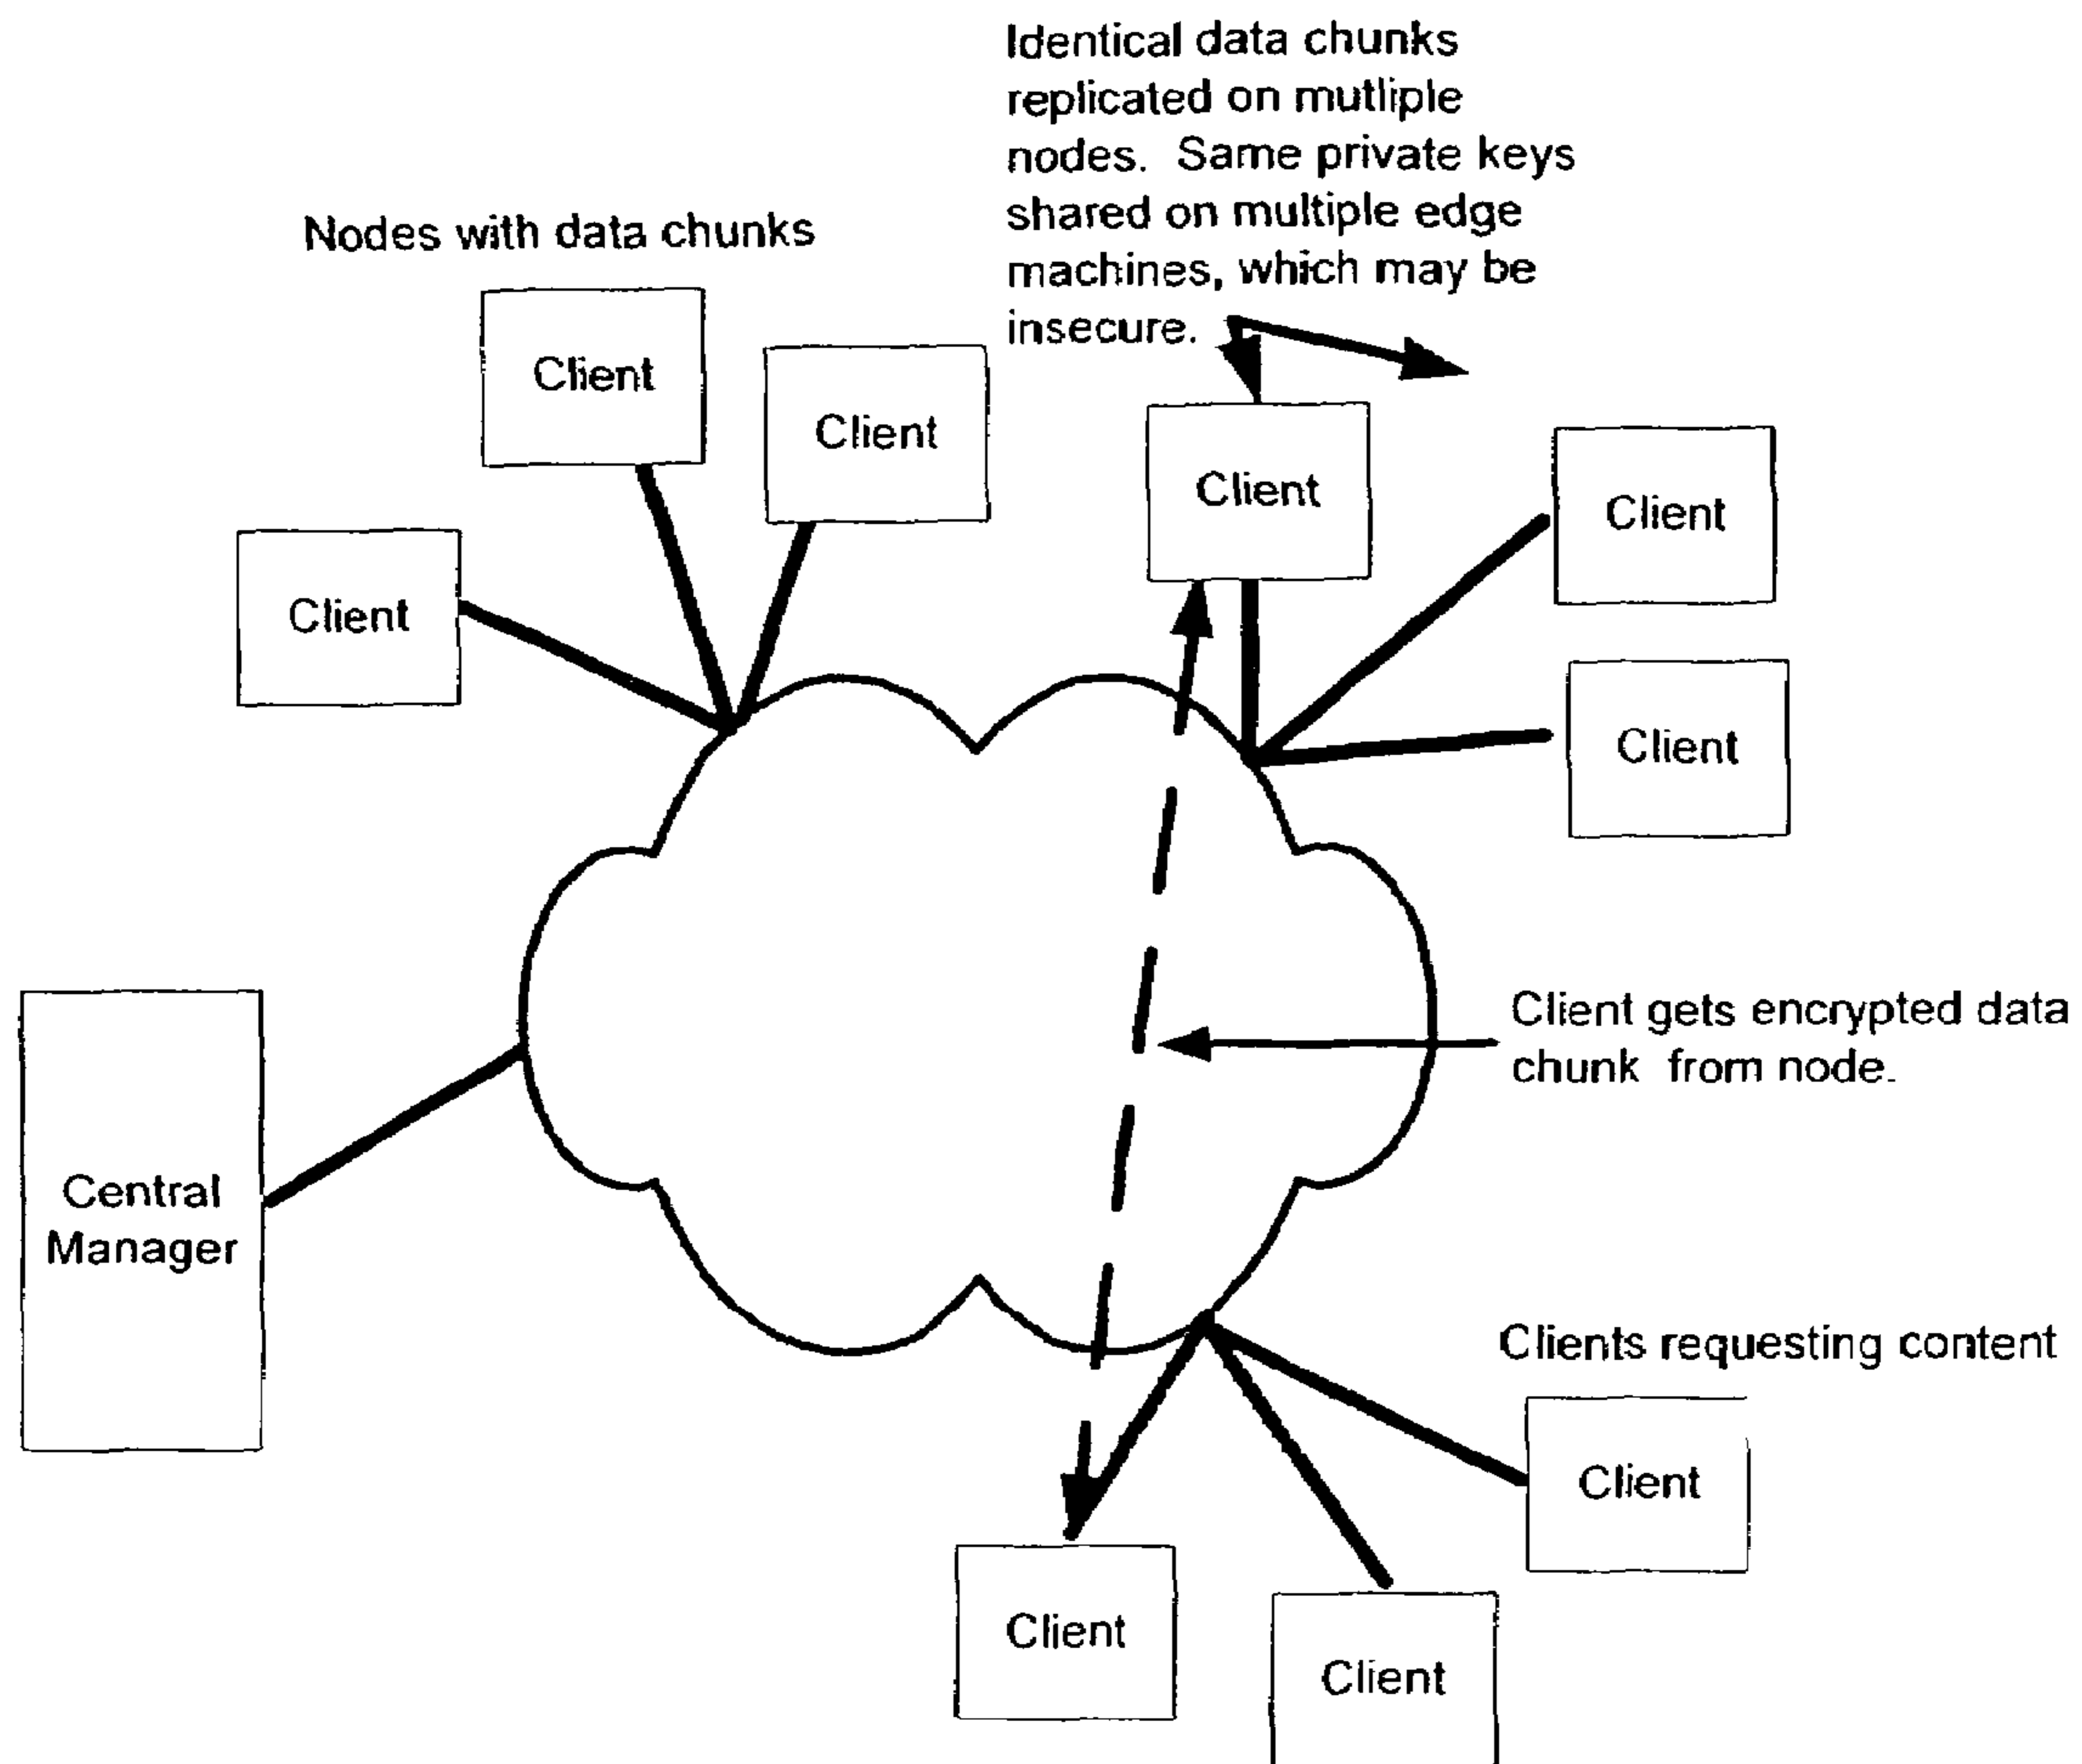 Identical data chunks
replicated on mutliple
nodes. Same private keys
shared on multiple edge
machines, which may be
insecure.
Nodes with data chunks
Client
Client
Client
Client
Client
Client
Client gets encrypted data
chunk from node.
Central
Manager
Clients requesting content
Client
Client
Client